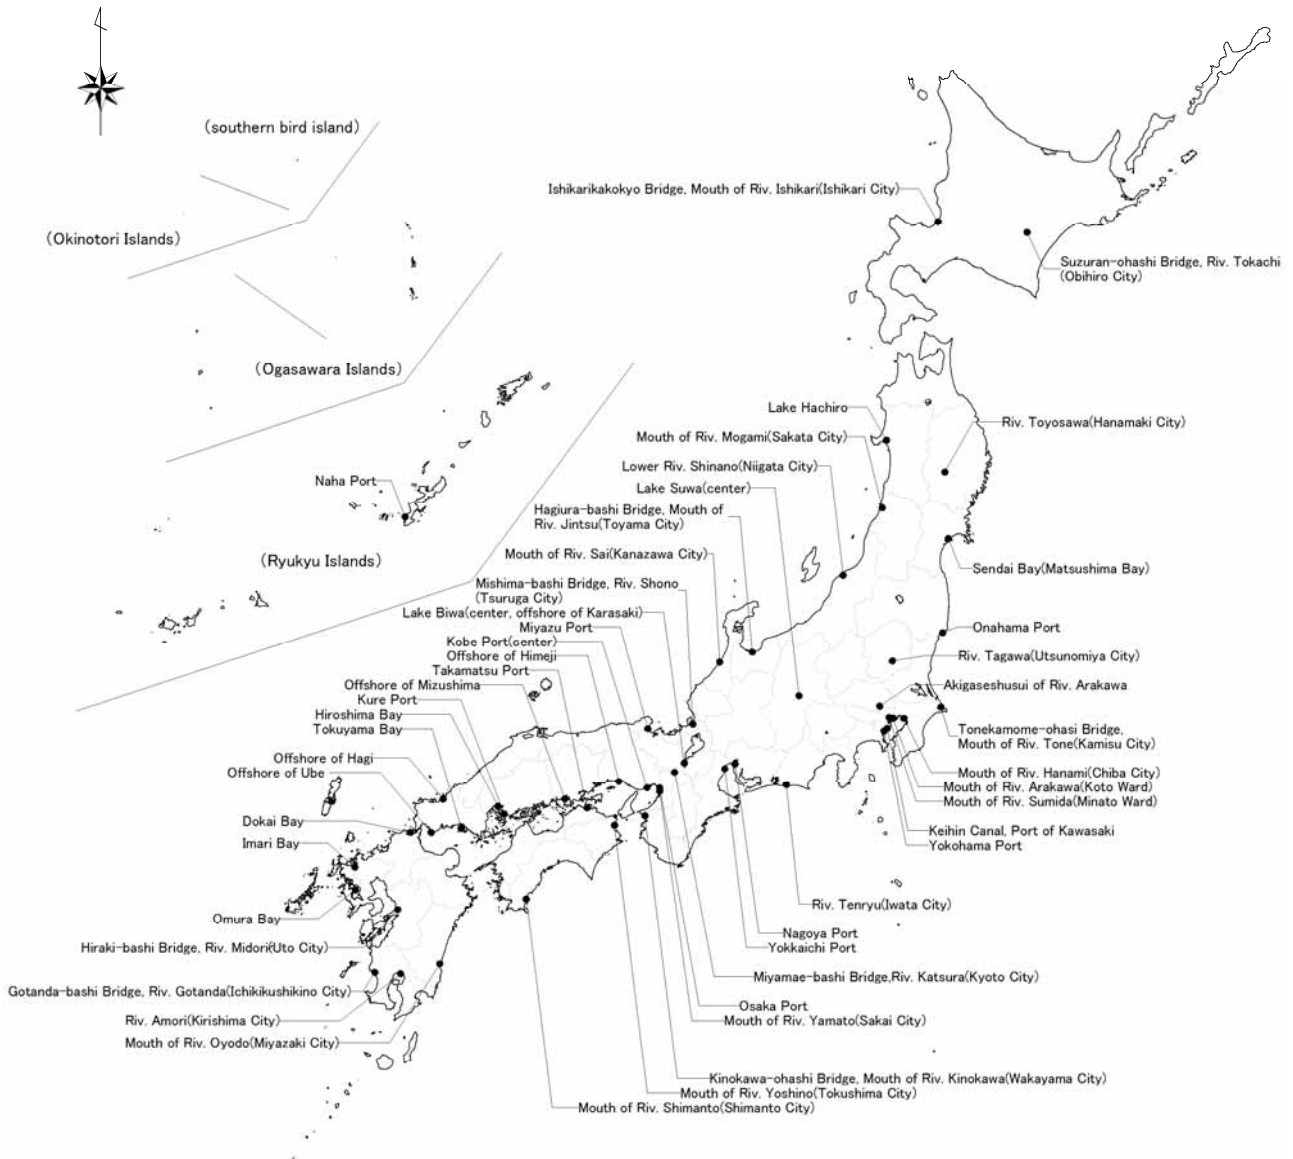 (southern bird island)
Ishikarikakokyo Bridge, Mouth of Riv. Ishikari(Ishikari City)
(Okinotori Islands)
Suzuran-ohashi Bridge, Riv. Tokachi
(Obihiro City)
(Ogasawara Islands)
Lake Hachiro
Riv. Toyosawa(Hanamaki City)
Mouth of Riv. Mogami(Sakata City)
Lower Riv. Shinano(Niigata City)
Naha Port
Lake Suwa(center)
Hagiura-bashi Bridge, Mouth of
Riv. Jintsu(Toyama City)
(Ryukyu Islands)
Mouth of Riv. Sai(Kanazawa City)
Sendai Bay(Matsushima Bay)
Mishima-bashi Bridge, Riv. Shono
(Tsuruga City)
Lake Biwa(center, offshore of Karasaki)
Miyazu Port
Onahama Port
Kobe Port(center)
Offshore of Himeji
Riv. Tagawa(Utsunomiya City)
Takamatsu Port
Offshore of Mizushima
Akigaseshusui of Riv. Arakawa
Kure Port
Hiroshima Bay
Tokuyama Bay
Tonekamome-ohasi Bridge,
Mouth of Riv. Tone(Kamisu City)
Offshore of Hagi
Offshore of Ube
Mouth of Riv. Hanami(Chiba City)
Mouth of Riv. Arakawa(Koto Ward)
Mouth of Riv. Sumida(Minato Ward)
Dokai Bay
Keihin Canal, Port of Kawasaki
Imari Bay
Yokohama Port
Riv. Tenryu(Iwata City)
Omura Bay
Nagoya Port
Hiraki-bashi Bridge, Riv. Midori(Uto City)
Yokkaichi Port
Miyamae-bashi Bridge,Riv. Katsura(Kyoto City)
Gotanda-bashi Bridge, Riv. Gotanda(Ichikikushikino City)
Osaka Port
Riv. Amori(Kirishima City)
Mouth of Riv. Yamato(Sakai City)
Mouth of Riv. Oyodo(Miyazaki City)
Kinokawa-ohashi Bridge, Mouth of Riv. Kinokawa(Wakayama City)
Mouth of Riv. Yoshino(Tokushima City)
Mouth of Riv. Shimanto(Shimanto City)